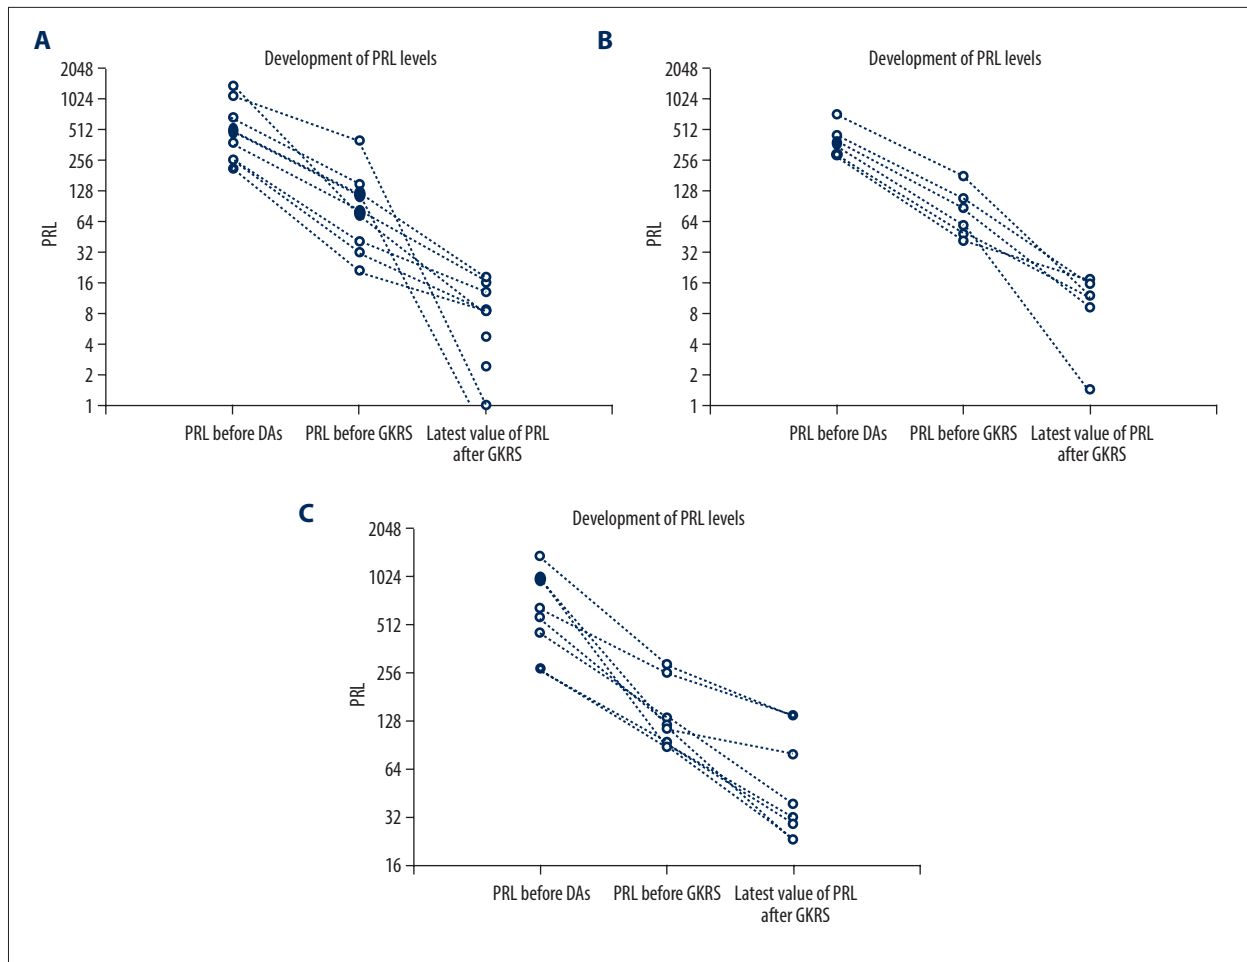 A
Development of PRL levels
2048
1024
512
256
128
64
32
16
8
4
2
1
PRL
PRL before DAs
PRL before GKRS
Latest value of PRL
after GKRS
B
Development of PRL levels
2048
1024
512
256
128
64
32
16
8
4
2
1
PRL
PRL before DAs
PRL before GKRS
Latest value of PRL
after GKRS
C
Development of PRL levels
2048
1024
512
256
128
64
32
16
PRL
PRL before DAs
PRL before GKRS
Latest value of PRL
after GKRS